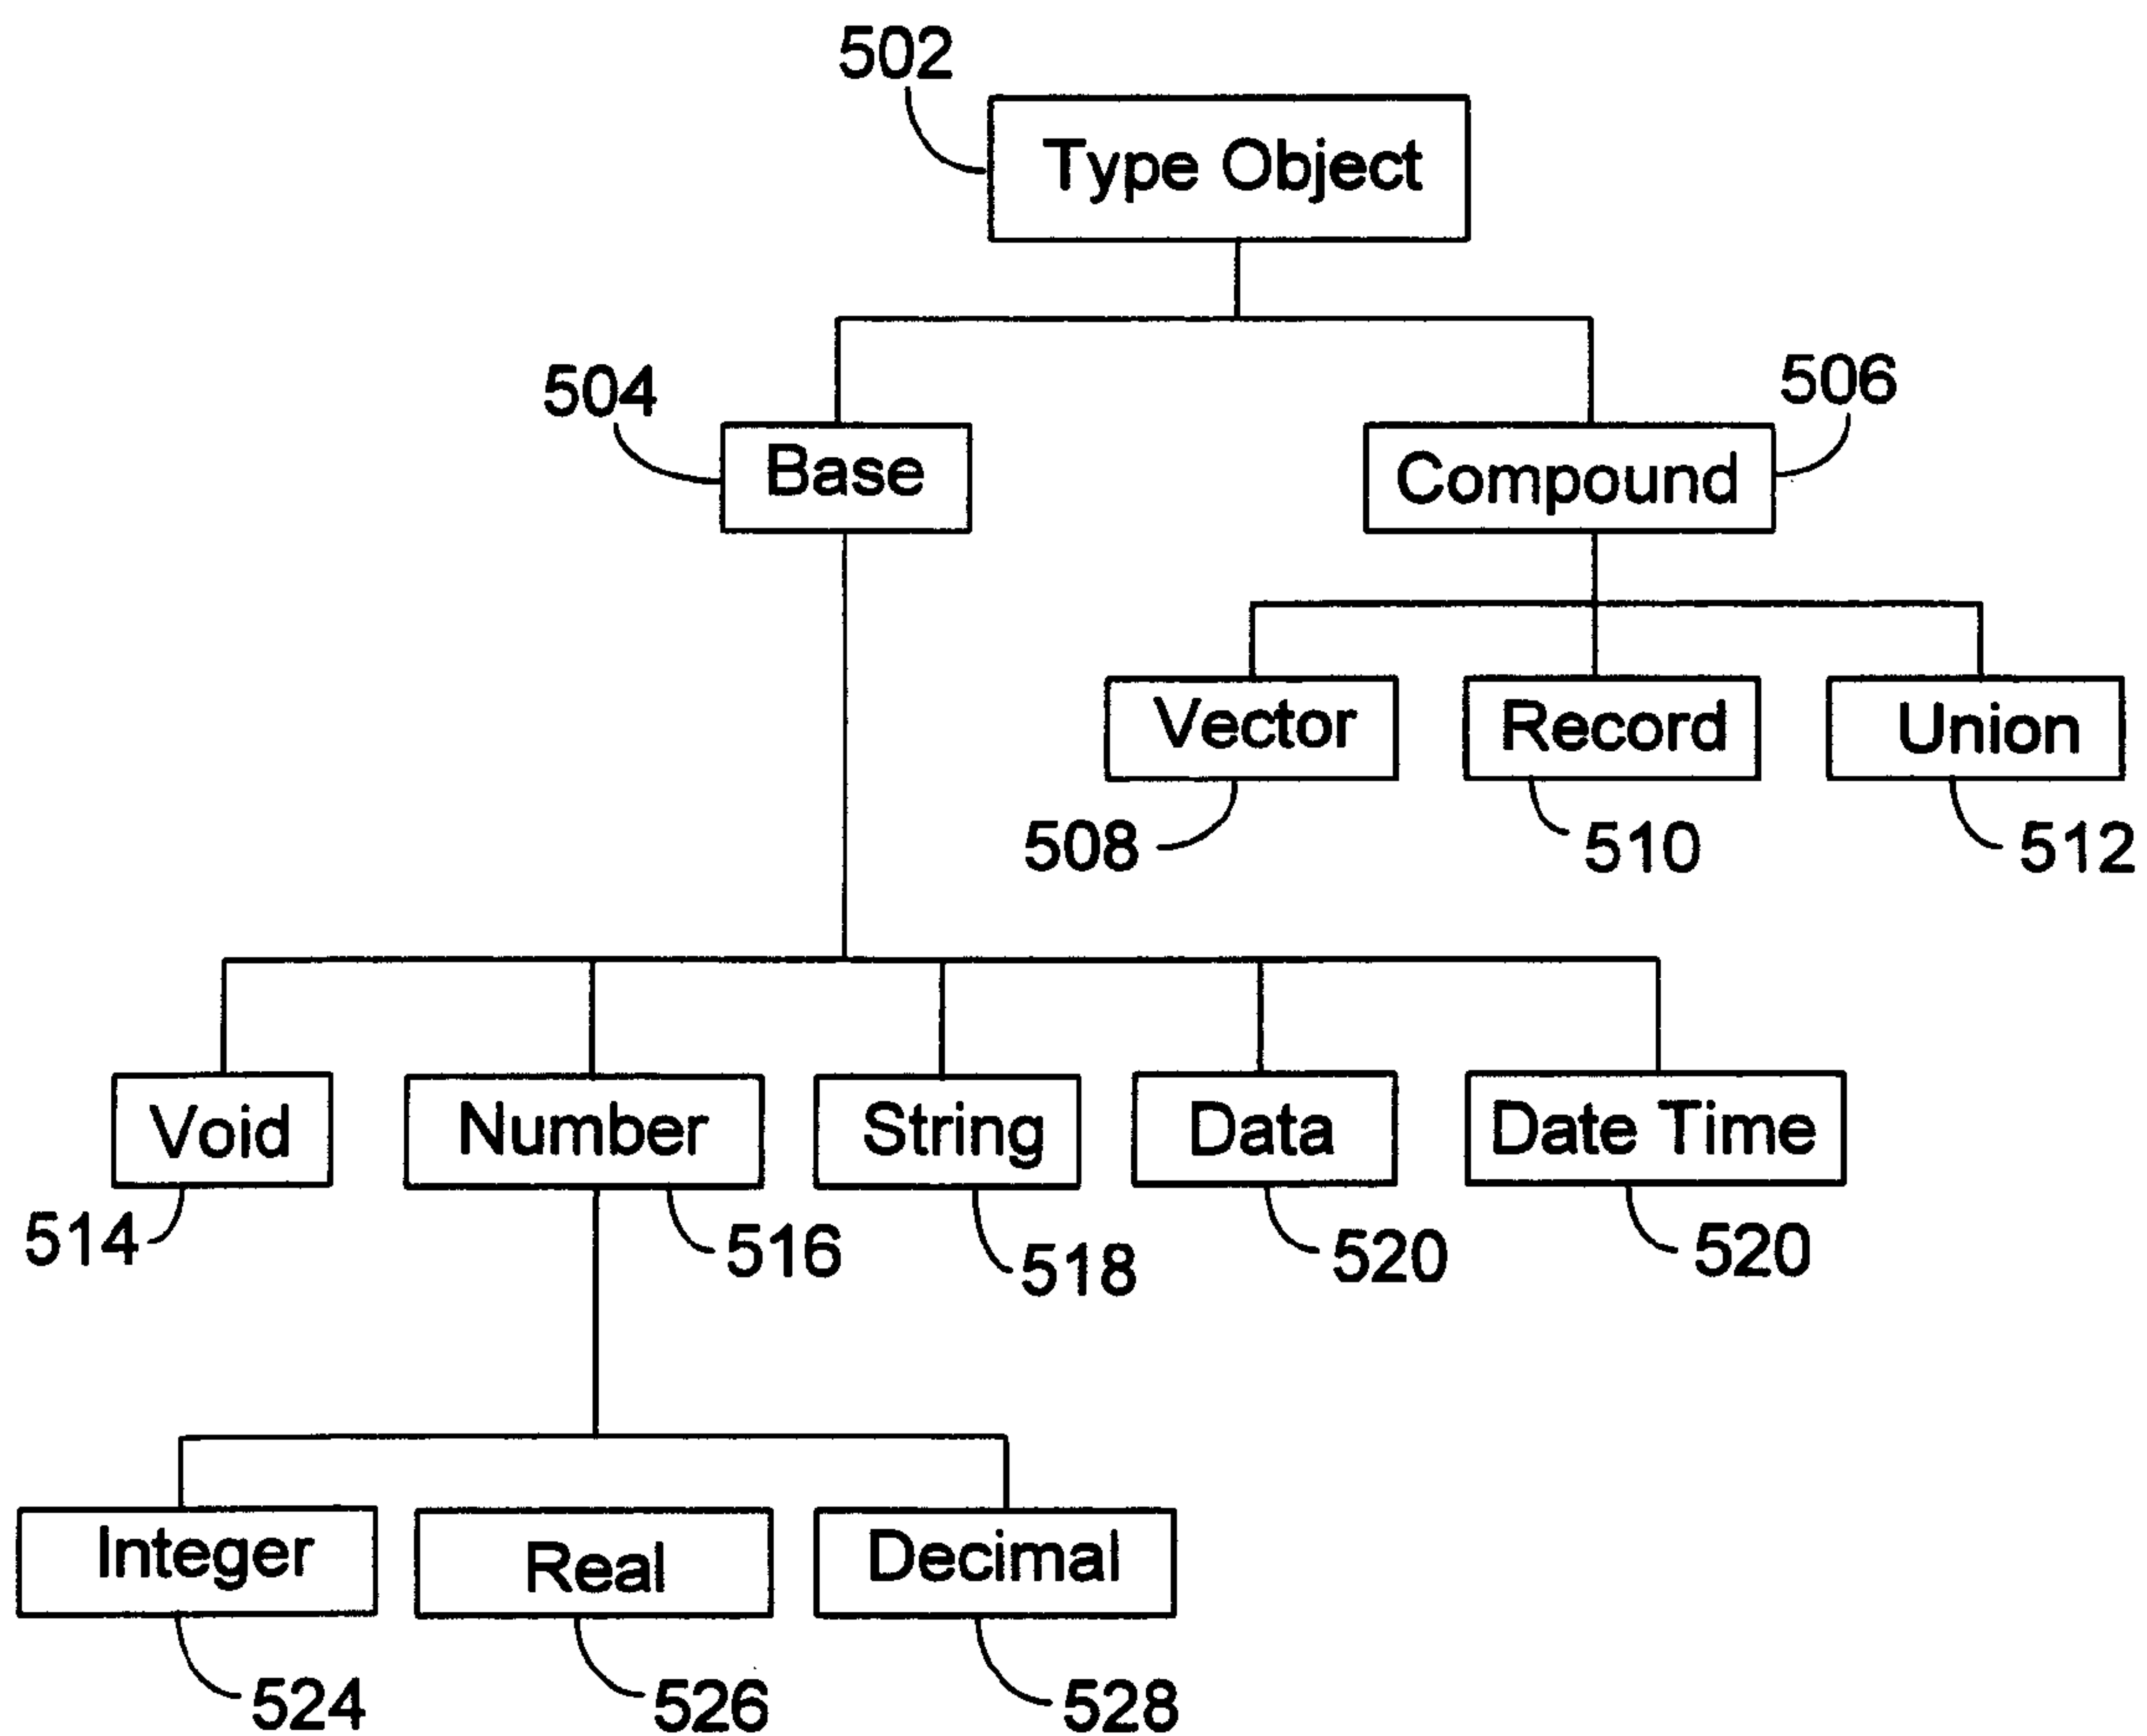 502
Type Object
504
506
Base
Compound
Vector
Record
Union
508
510
512
Void
Number
String
Data
Date Time
514
516
518
520
520
Integer
Real
Decimal
524
526
528